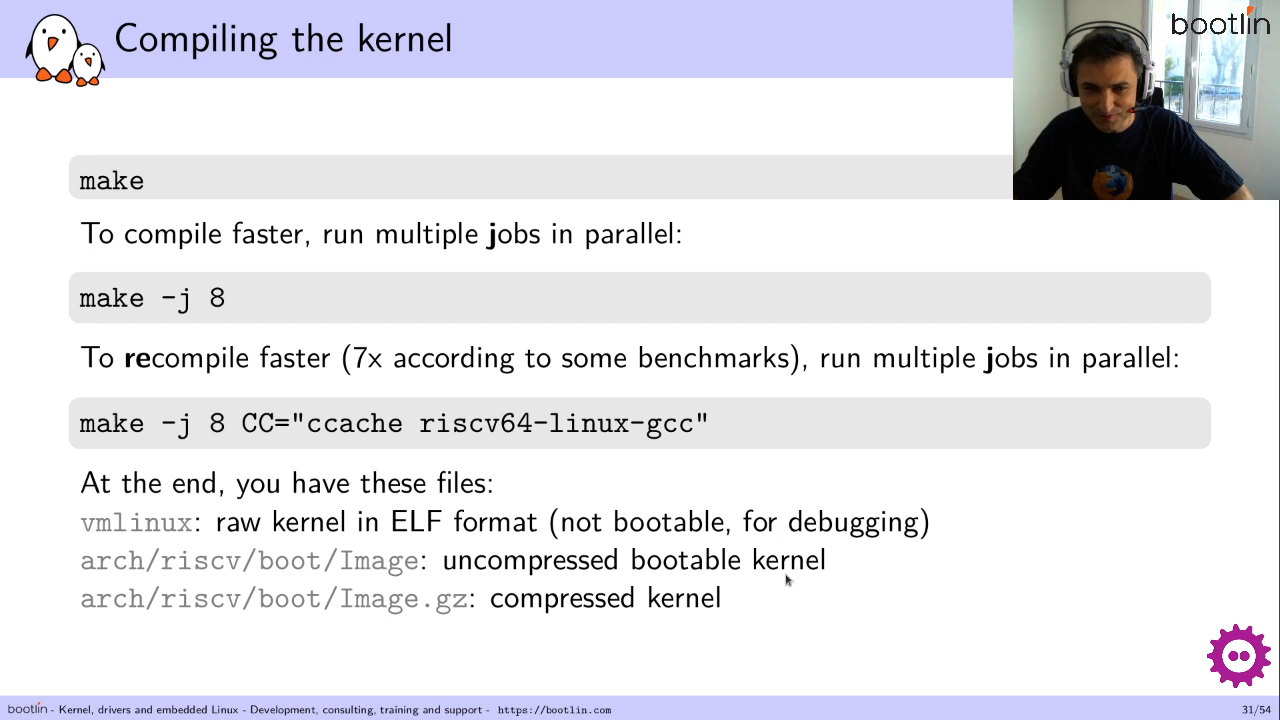 Compiling the kernel
bootlin
make
To compile faster, run multiple jobs in parallel:
make -j 8
To recompile faster (7x according to some benchmarks), run multiple jobs in parallel:
make -j 8 CC="ccache riscv64-linux-gcc"
At the end, you have these files:
vmlinux: raw kernel in ELF format (not bootable, for debugging)
arch/riscv/boot/Image: uncompressed bootable kernel
arch/riscv/boot/Image.gz: compressed kernel
bootlin - Kernel, drivers and embedded Linux - Development, consulting, training and support - https://bootlin.com
31/54